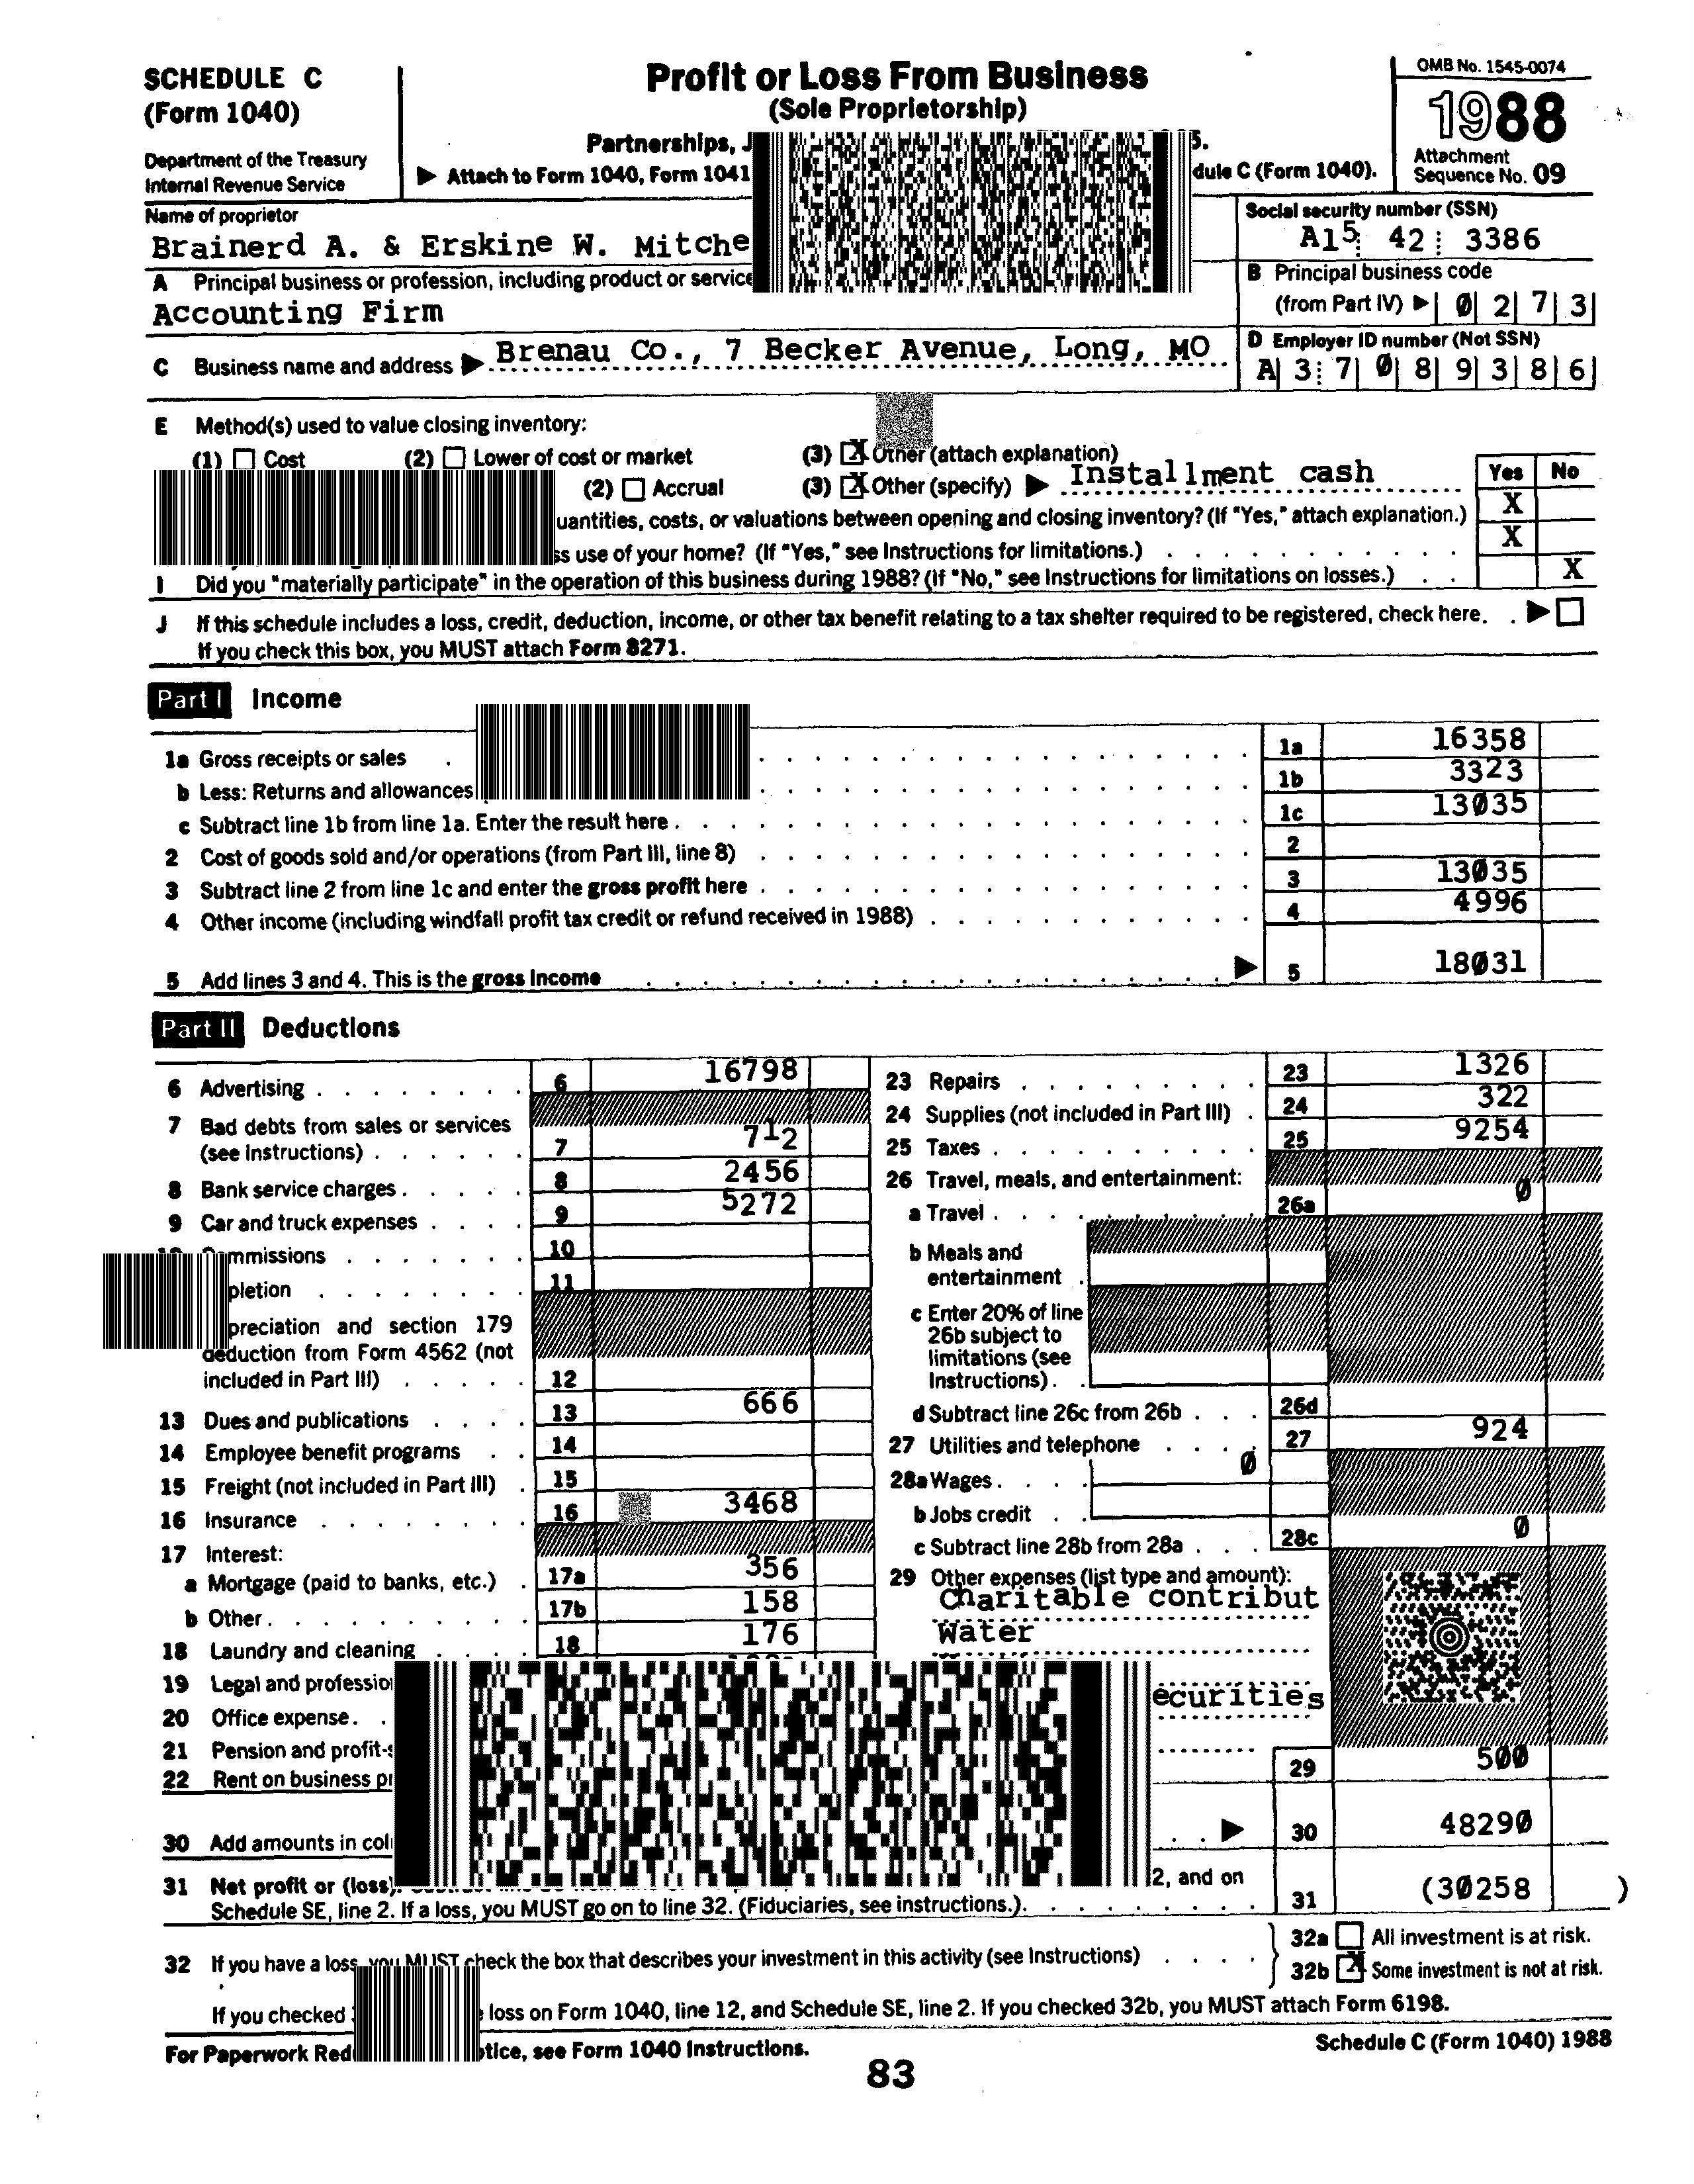 SCHEDULE C
(Form 1040)
Department of the Treasury
Internal Revenue Service
Profit or Loss From Business
(Sole Proprietorship)
Partnerships,
▶ Attach to Form 1040, Form 1041
dule C (Form 1040).
OMB No. 1545-0074
1988
Attachment
Sequence No. 09
Name of proprietor
Brainerd A. & Erskine W. Mitche
Social security number (SSN)
A15 42 3386
A Principal business or profession, including product or service
Accounting Firm
B Principal business code
(from Part IV) ▶ 0 2 7 3
C Business name and address ▶ Brenau Co., 7 Becker Avenue, Long, MO
D Employer ID number (Not SSN)
A 3 7 0 8 9 3 8 6
E Method(s) used to value closing inventory:
(1) Cost (2) Lower of cost or market (3) X Other (attach explanation)
(2) Accrual (3) X Other (specify) ▶ Installment cash
Yes No
uantities, costs, or valuations between opening and closing inventory? (If "Yes," attach explanation.) X
ss use of your home? (If "Yes," see Instructions for limitations.) X
I Did you "materially participate" in the operation of this business during 1988? (If "No," see Instructions for limitations on losses.) X
J If this schedule includes a loss, credit, deduction, income, or other tax benefit relating to a tax shelter required to be registered, check here. ▶
If you check this box, you MUST attach Form 8271.
Part I Income
1a Gross receipts or sales 1a 16358
b Less: Returns and allowances 1b 3323
c Subtract line 1b from line 1a. Enter the result here 1c 13035
2 Cost of goods sold and/or operations (from Part III, line 8) 2
3 Subtract line 2 from line 1c and enter the gross profit here 3 13035
4 Other income (including windfall profit tax credit or refund received in 1988) 4 4996
5 Add lines 3 and 4. This is the gross income ▶ 5 18031
Part II Deductions
6 Advertising 6 16798
7 Bad debts from sales or services
(see Instructions) 7 712
8 Bank service charges 8 2456
9 Car and truck expenses 9 5272
mmissions 10
pletion 11
preciation and section 179
deduction from Form 4562 (not
included in Part III) 12
13 Dues and publications 13 666
14 Employee benefit programs 14
15 Freight (not included in Part III) 15
16 Insurance 16 3468
17 Interest:
a Mortgage (paid to banks, etc.) 17a 356
b Other 17b 158
18 Laundry and cleaning 18 176
19 Legal and professio
20 Office expense
21 Pension and profit-s
22 Rent on business pr
23 Repairs 23 1326
24 Supplies (not included in Part III) 24 322
25 Taxes 25 9254
26 Travel, meals, and entertainment:
a Travel 26a 0
b Meals and
entertainment
c Enter 20% of line
26b subject to
limitations (see
Instructions)
d Subtract line 26c from 26b 26d
27 Utilities and telephone 27 924
28a Wages 0
b Jobs credit
c Subtract line 28b from 28a 28c 0
29 Other expenses (list type and amount):
Charitable contribut
Water
ecurities
29 500
30 Add amounts in col ▶ 30 48290
31 Net profit or (loss). 2, and on
Schedule SE, line 2. If a loss, you MUST go on to line 32. (Fiduciaries, see instructions.) 31 (30258 )
32 If you have a loss, you MUST check the box that describes your investment in this activity (see Instructions)
32a All investment is at risk.
32b X Some investment is not at risk.
If you checked loss on Form 1040, line 12, and Schedule SE, line 2. If you checked 32b, you MUST attach Form 6198.
For Paperwork Red tice, see Form 1040 Instructions.
Schedule C (Form 1040) 1988
83